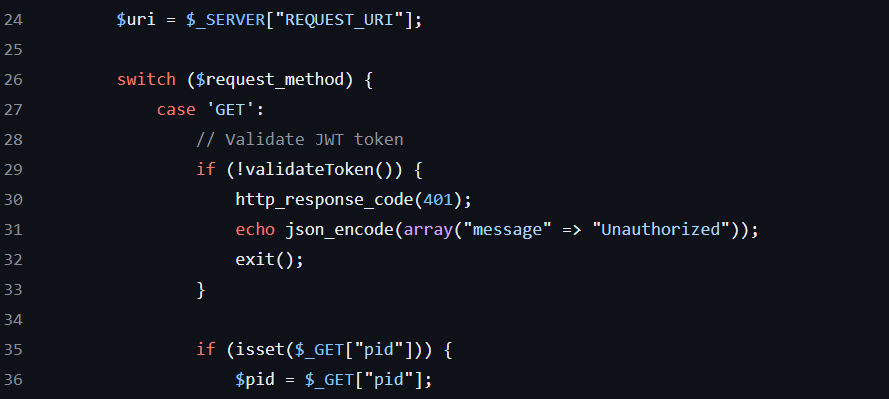 24 $uri = $_SERVER["REQUEST_URI"];
25
26 switch ($request_method) {
27 case 'GET':
28 // Validate JWT token
29 if (!validateToken()) {
30 http_response_code(401);
31 echo json_encode(array("message" => "Unauthorized"));
32 exit();
33 }
34
35 if (isset($_GET["pid"])) {
36 $pid = $_GET["pid"];